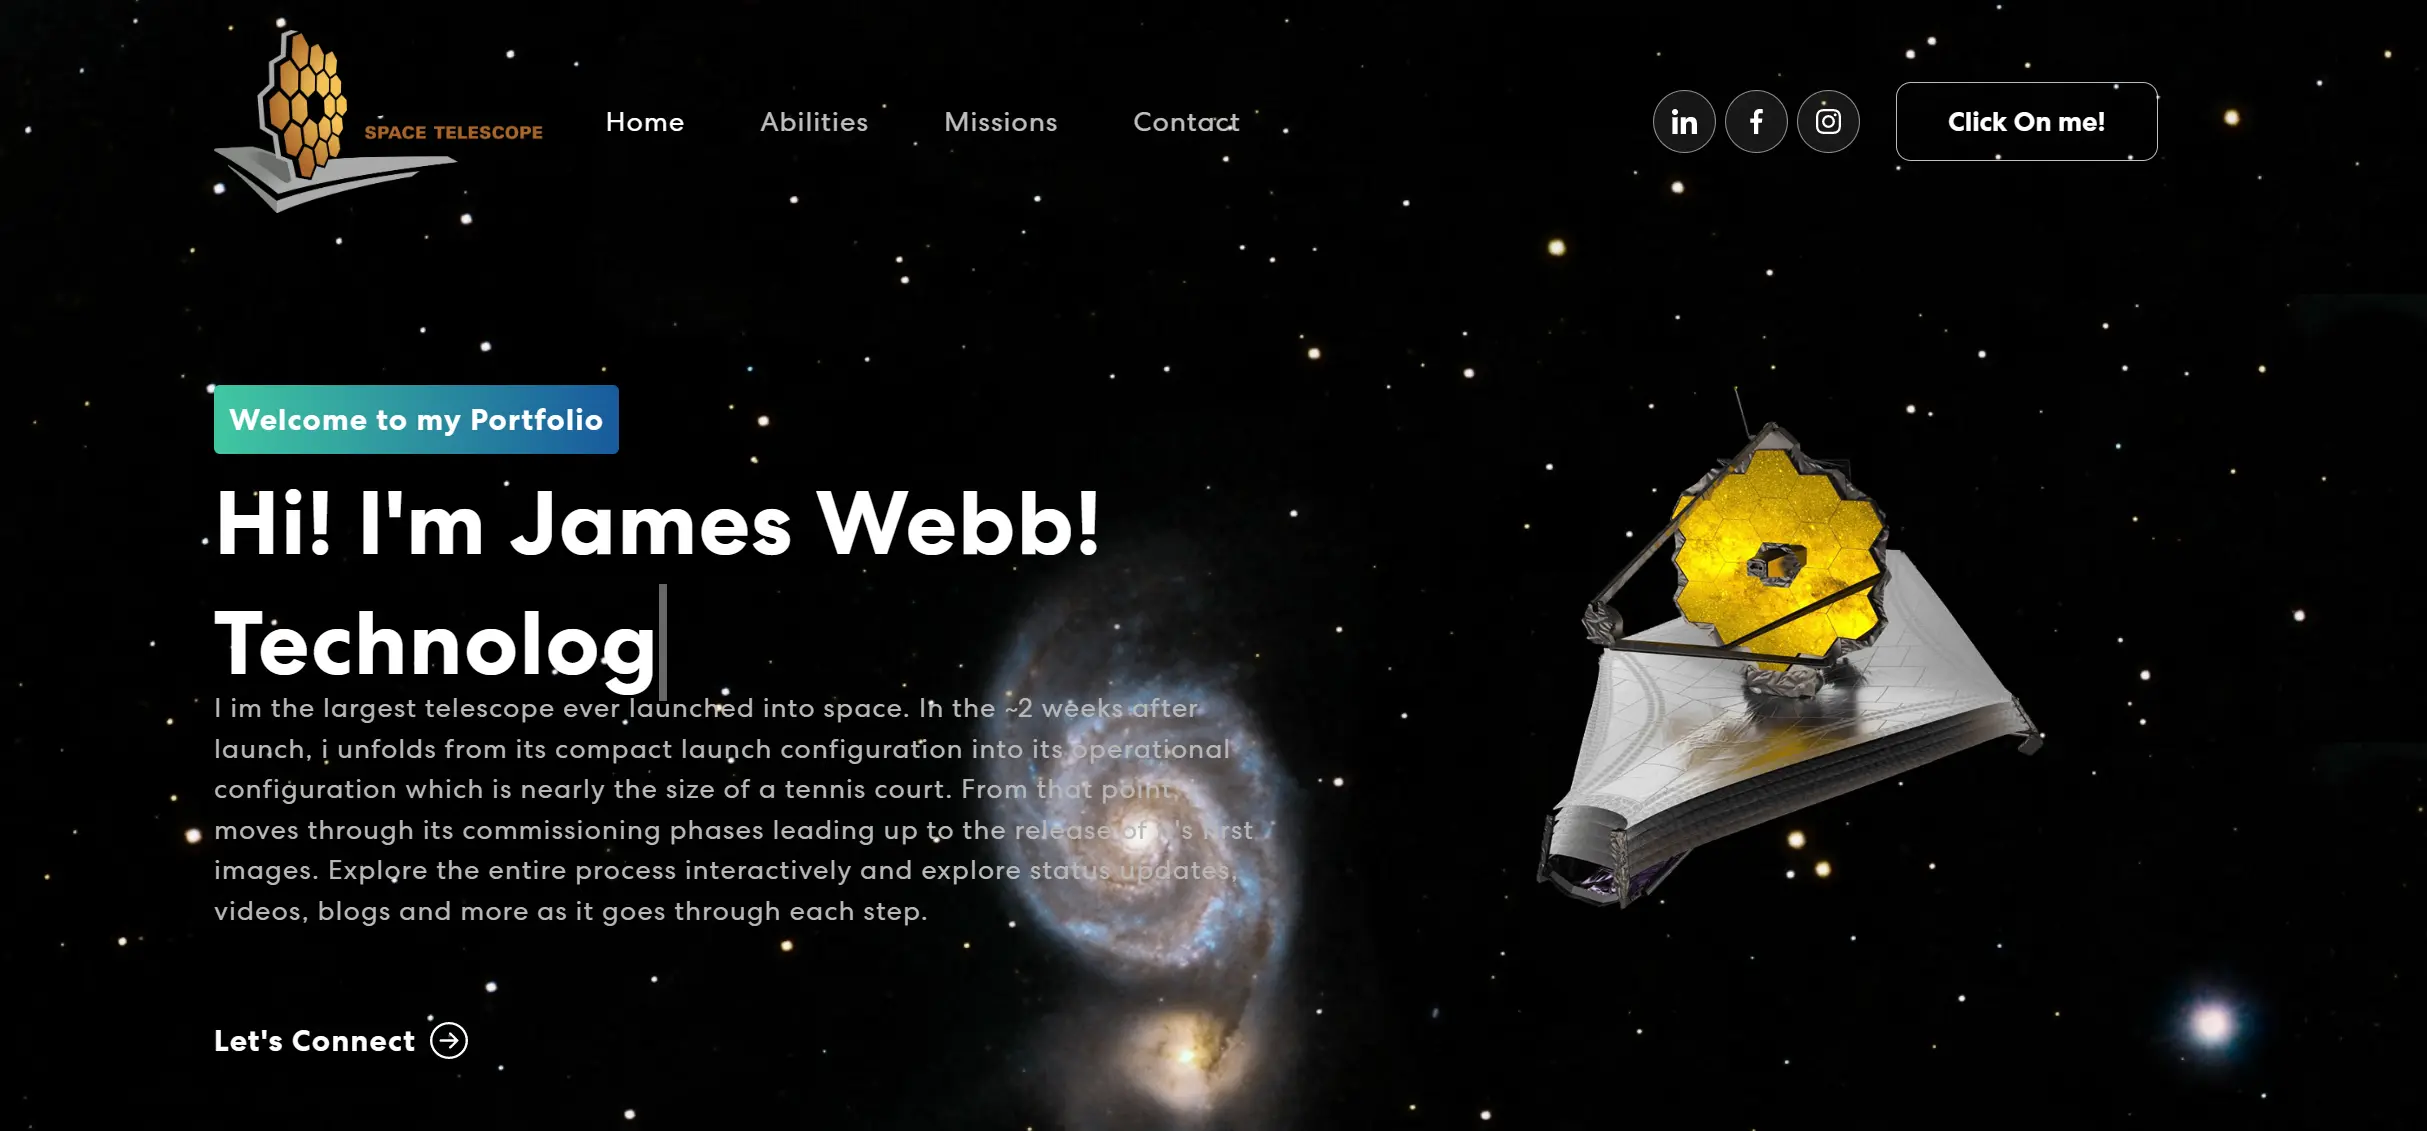 SPACE TELESCOPE
Home
Abilities
Missions
Contact
in
f
Click On me!
Welcome to my Portfolio
Hi! I'm James Webb!
Technolog
I im the largest telescope ever launched into space. In the ~2 weeks after
launch, i unfolds from its compact launch configuration into its operational
configuration which is nearly the size of a tennis court. From that point,
moves through its commissioning phases leading up to the release of 's first
images. Explore the entire process interactively and explore status updates,
videos, blogs and more as it goes through each step.
Let's Connect